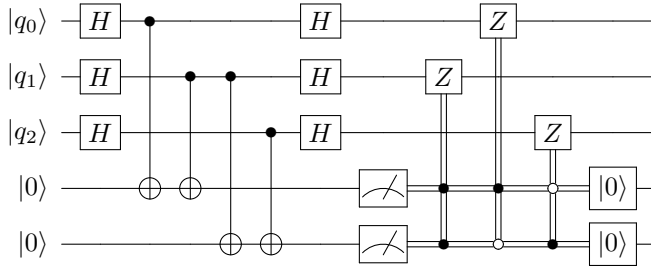 |q₀⟩ H H Z
|q₁⟩ H H Z
|q₂⟩ H H Z
|0⟩ |0⟩
|0⟩ |0⟩